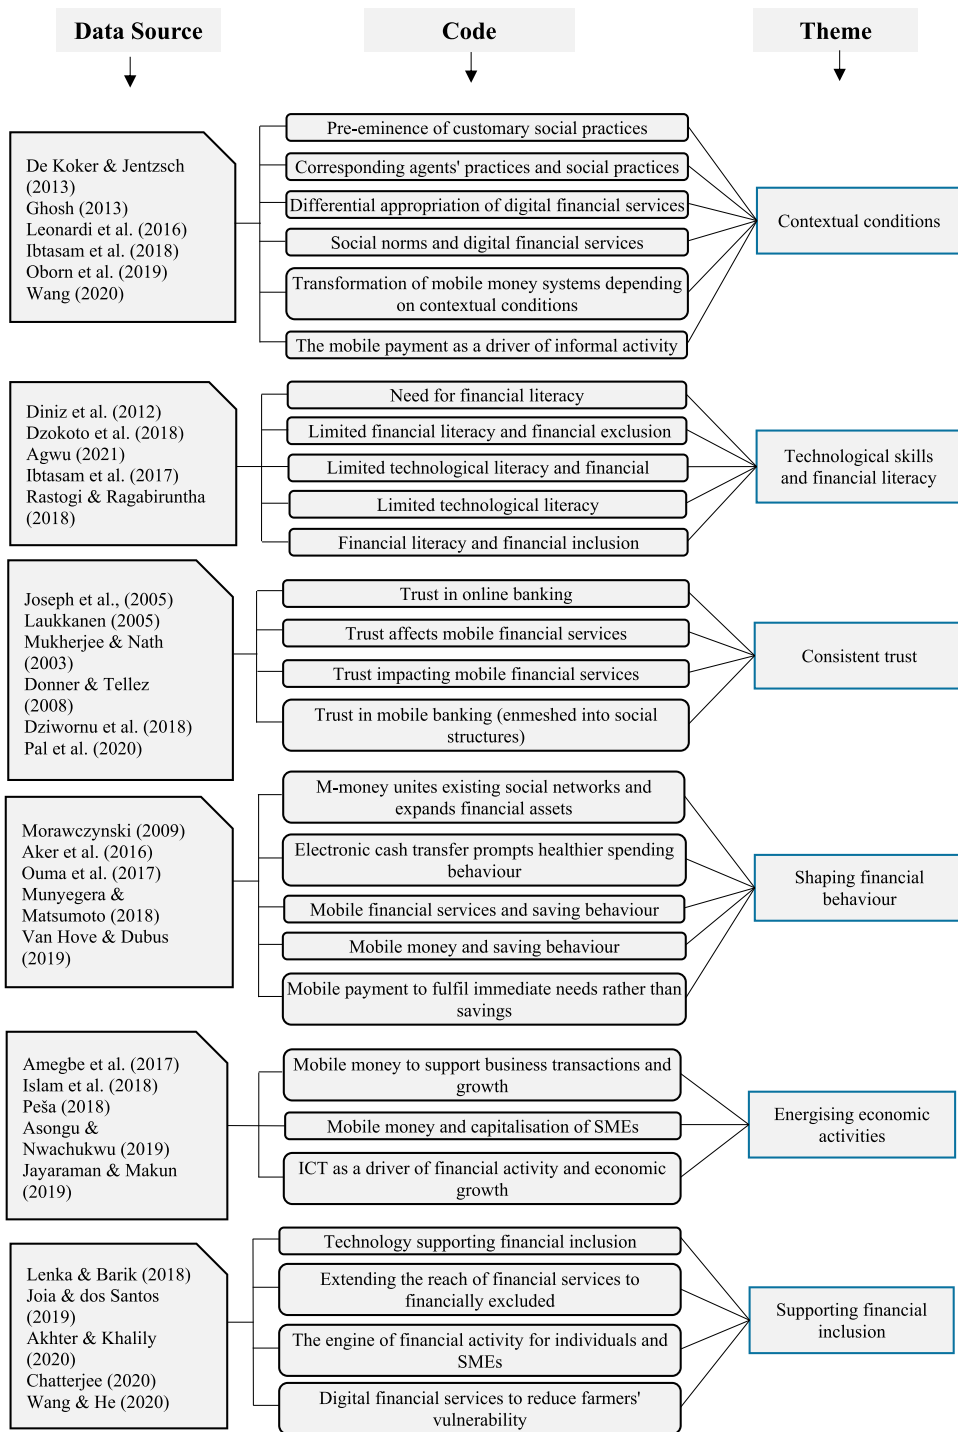 Data Source
Code
Theme
De Koker & Jentzsch
(2013)
Ghosh (2013)
Leonardi et al. (2016)
Ibtasam et al. (2018)
Oborn et al. (2019)
Wang (2020)
Pre-eminence of customary social practices
Corresponding agents' practices and social practices
Differential appropriation of digital financial services
Social norms and digital financial services
Transformation of mobile money systems depending
on contextual conditions
The mobile payment as a driver of informal activity
Contextual conditions
Diniz et al. (2012)
Dzokoto et al. (2018)
Agwu (2021)
Ibtasam et al. (2017)
Rastogi & Ragabiruntha
(2018)
Need for financial literacy
Limited financial literacy and financial exclusion
Limited technological literacy and financial
Limited technological literacy
Financial literacy and financial inclusion
Technological skills
and financial literacy
Joseph et al., (2005)
Laukkanen (2005)
Mukherjee & Nath
(2003)
Donner & Tellez
(2008)
Dziwornu et al. (2018)
Pal et al. (2020)
Trust in online banking
Trust affects mobile financial services
Trust impacting mobile financial services
Trust in mobile banking (enmeshed into social
structures)
Consistent trust
Morawczynski (2009)
Aker et al. (2016)
Ouma et al. (2017)
Munyegera &
Matsumoto (2018)
Van Hove & Dubus
(2019)
M-money unites existing social networks and
expands financial assets
Electronic cash transfer prompts healthier spending
behaviour
Mobile financial services and saving behaviour
Mobile money and saving behaviour
Mobile payment to fulfil immediate needs rather than
savings
Shaping financial
behaviour
Amegbe et al. (2017)
Islam et al. (2018)
Peša (2018)
Asongu &
Nwachukwu (2019)
Jayaraman & Makun
(2019)
Mobile money to support business transactions and
growth
Mobile money and capitalisation of SMEs
ICT as a driver of financial activity and economic
growth
Energising economic
activities
Lenka & Barik (2018)
Joia & dos Santos
(2019)
Akhter & Khalily
(2020)
Chatterjee (2020)
Wang & He (2020)
Technology supporting financial inclusion
Extending the reach of financial services to
financially excluded
The engine of financial activity for individuals and
SMEs
Digital financial services to reduce farmers'
vulnerability
Supporting financial
inclusion